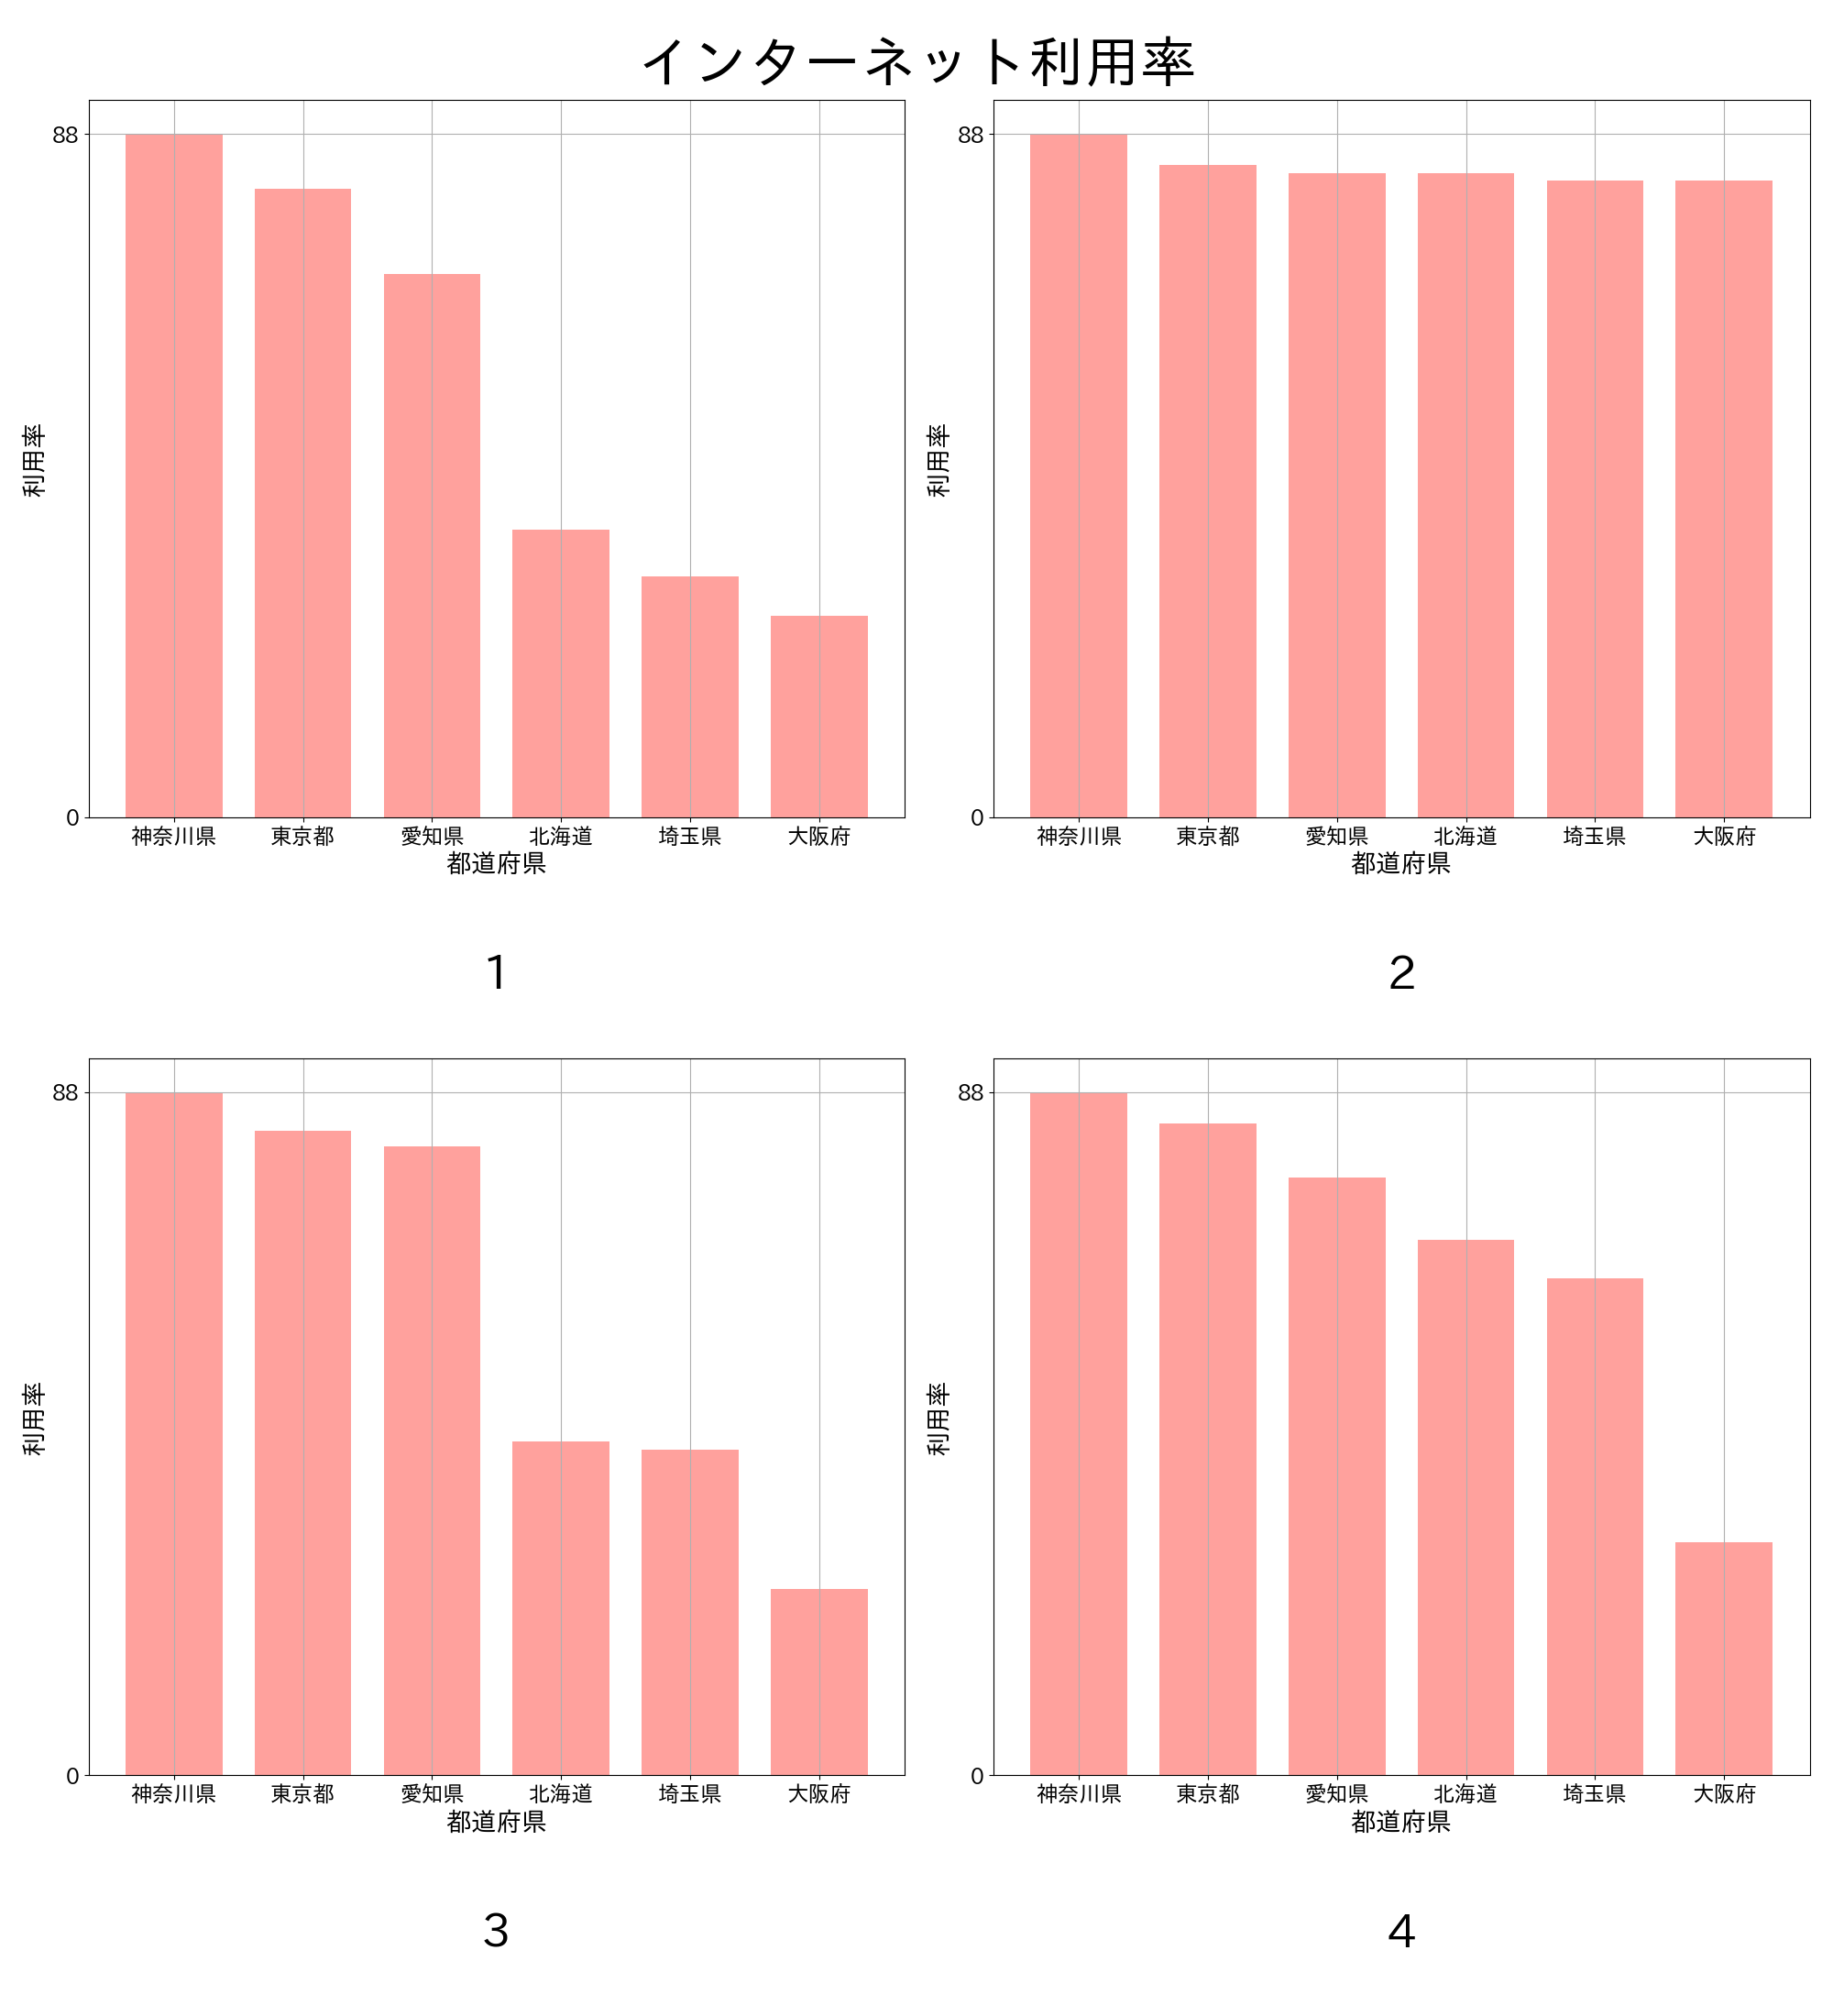 インターネット利用率
88
利用率
0
神奈川県 東京都 愛知県 北海道 埼玉県 大阪府
都道府県
1
88
利用率
0
神奈川県 東京都 愛知県 北海道 埼玉県 大阪府
都道府県
2
88
利用率
0
神奈川県 東京都 愛知県 北海道 埼玉県 大阪府
都道府県
3
88
利用率
0
神奈川県 東京都 愛知県 北海道 埼玉県 大阪府
都道府県
4